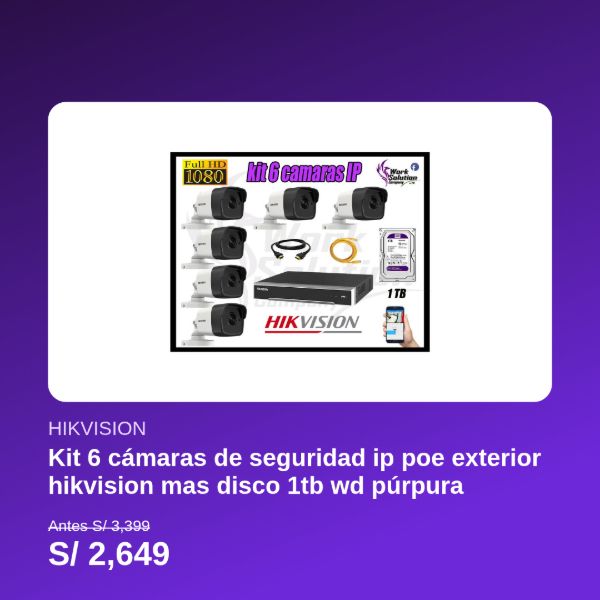 Full HD
1080
kit 6 camaras IP
Work
Solution
Company
1 TB
HIKVISION
HIKVISION
Kit 6 cámaras de seguridad ip poe exterior
hikvision mas disco 1tb wd púrpura
Antes S/ 3,399
S/ 2,649